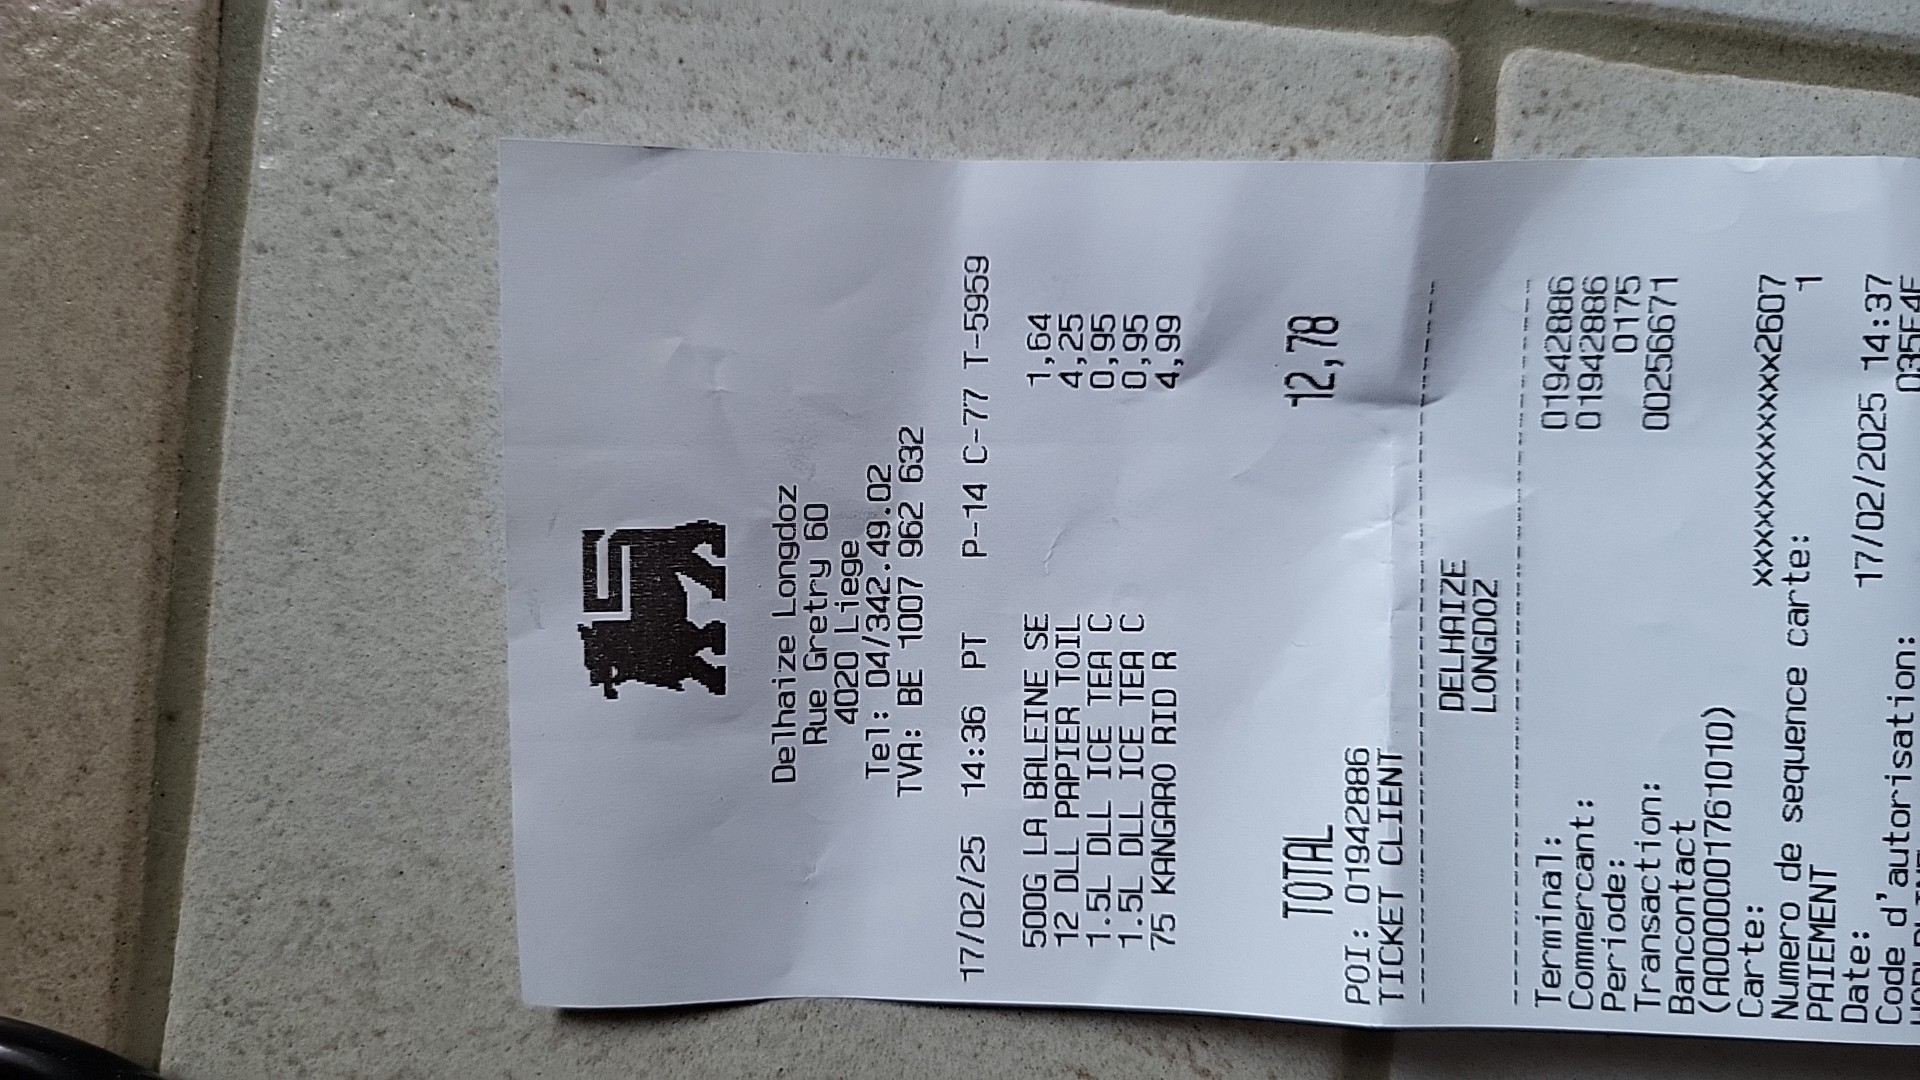 Delhaize Longdoz
Rue Gretry 60
4020 Liege
Tel: 04/342.49.02
TVA: BE 1007 962 632
17/02/25 14:36 PT P-14 C-77 T-5959
500G LA BALEINE SE 1,64
12 DLL PAPIER TOIL 4,25
1.5L DLL ICE TEA C 0,95
1.5L DLL ICE TEA C 0,95
75 KANGARO RID R 4,99
TOTAL 12,78
POI: 01942886
TICKET CLIENT
DELHAIZE
LONGDOZ
Terminal: 01942886
Commercant: 01942886
Periode: 0175
Transaction: 00256671
Bancontact
(A0000001761010)
Carte: xxxxxxxxxxxxx2607
Numero de sequence carte: 1
PAIEMENT
Date: 17/02/2025 14:37
Code d'autorisation: 035E4F